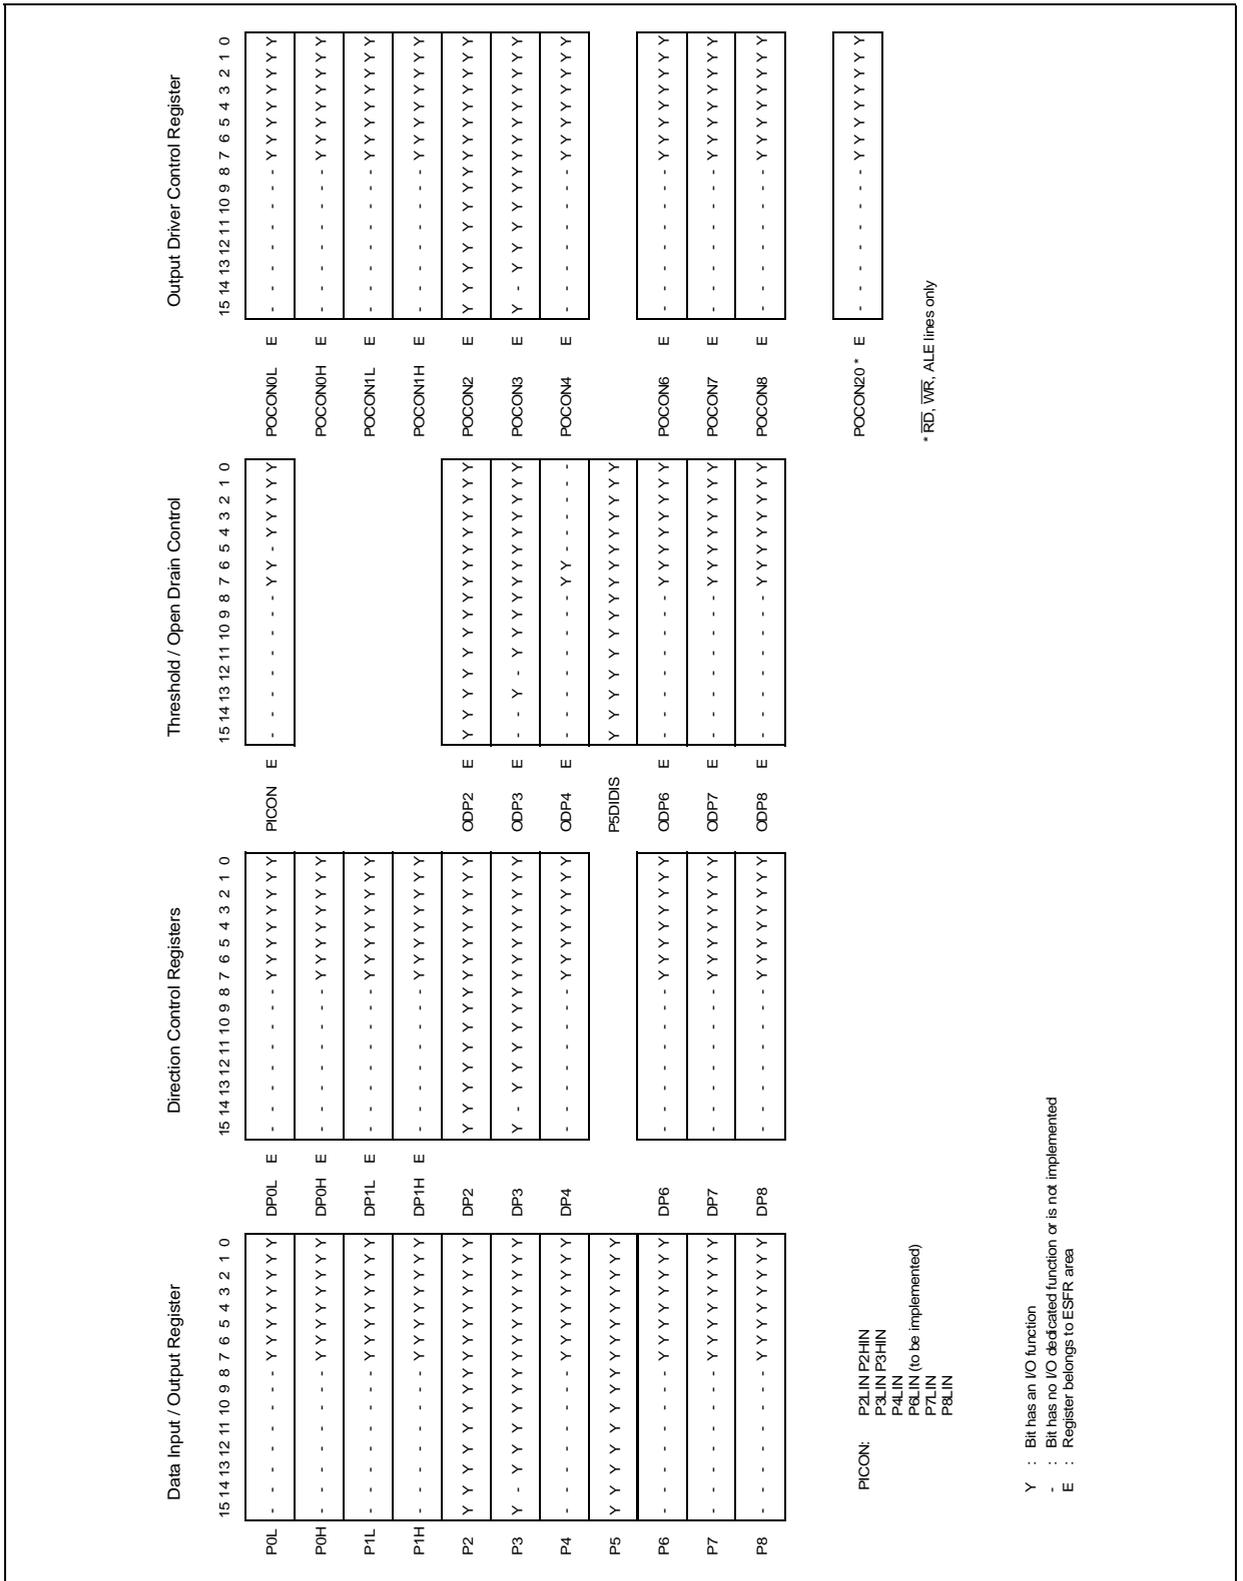 Data Input / Output Register
15 14 13 12 11 10 9 8 7 6 5 4 3 2 1 0
P0L - - - - - - - - Y Y Y Y Y Y Y Y
P0H - - - - - - - - Y Y Y Y Y Y Y Y
P1L - - - - - - - - Y Y Y Y Y Y Y Y
P1H - - - - - - - - Y Y Y Y Y Y Y Y
P2 Y Y Y Y Y Y Y Y Y Y Y Y Y Y Y Y
P3 Y - Y Y Y Y Y Y Y Y Y Y Y Y Y Y
P4 - - - - - - - - Y Y Y Y Y Y Y Y
P5 Y Y Y Y Y Y Y Y Y Y Y Y Y Y Y Y
P6 - - - - - - - - Y Y Y Y Y Y Y Y
P7 - - - - - - - - Y Y Y Y Y Y Y Y
P8 - - - - - - - - Y Y Y Y Y Y Y Y
Direction Control Registers
15 14 13 12 11 10 9 8 7 6 5 4 3 2 1 0
DP0L E - - - - - - - - Y Y Y Y Y Y Y Y
DP0H E - - - - - - - - Y Y Y Y Y Y Y Y
DP1L E - - - - - - - - Y Y Y Y Y Y Y Y
DP1H E - - - - - - - - Y Y Y Y Y Y Y Y
DP2 Y Y Y Y Y Y Y Y Y Y Y Y Y Y Y Y
DP3 Y - Y Y Y Y Y Y Y Y Y Y Y Y Y Y
DP4 - - - - - - - - Y Y Y Y Y Y Y Y
DP6 - - - - - - - - Y Y Y Y Y Y Y Y
DP7 - - - - - - - - Y Y Y Y Y Y Y Y
DP8 - - - - - - - - Y Y Y Y Y Y Y Y
Threshold / Open Drain Control
15 14 13 12 11 10 9 8 7 6 5 4 3 2 1 0
PICON E - - - - - - - - Y Y - Y Y Y Y Y
ODP2 E Y Y Y Y Y Y Y Y Y Y Y Y Y Y Y Y
ODP3 E - - Y - Y Y Y Y Y Y Y Y Y Y Y Y
ODP4 E - - - - - - - - Y Y - - - - - -
P5DIDIS Y Y Y Y Y Y Y Y Y Y Y Y Y Y Y Y
ODP6 E - - - - - - - - Y Y Y Y Y Y Y Y
ODP7 E - - - - - - - - Y Y Y Y Y Y Y Y
ODP8 E - - - - - - - - Y Y Y Y Y Y Y Y
Output Driver Control Register
15 14 13 12 11 10 9 8 7 6 5 4 3 2 1 0
POCON0L E - - - - - - - - Y Y Y Y Y Y Y Y
POCON0H E - - - - - - - - Y Y Y Y Y Y Y Y
POCON1L E - - - - - - - - Y Y Y Y Y Y Y Y
POCON1H E - - - - - - - - Y Y Y Y Y Y Y Y
POCON2 E Y Y Y Y Y Y Y Y Y Y Y Y Y Y Y Y
POCON3 E Y - Y Y Y Y Y Y Y Y Y Y Y Y Y Y
POCON4 E - - - - - - - - Y Y Y Y Y Y Y Y
POCON6 E - - - - - - - - Y Y Y Y Y Y Y Y
POCON7 E - - - - - - - - Y Y Y Y Y Y Y Y
POCON8 E - - - - - - - - Y Y Y Y Y Y Y Y
POCON20 * E - - - - - - - - Y Y Y Y Y Y Y Y
* RD, WR, ALE lines only
PICON: P2LIN P2HIN
P3LIN P3HIN
P4LIN
P6LIN (to be implemented)
P7LIN
P8LIN
Y : Bit has an I/O function
- : Bit has no I/O dedicated function or is not implemented
E : Register belongs to ESFR area